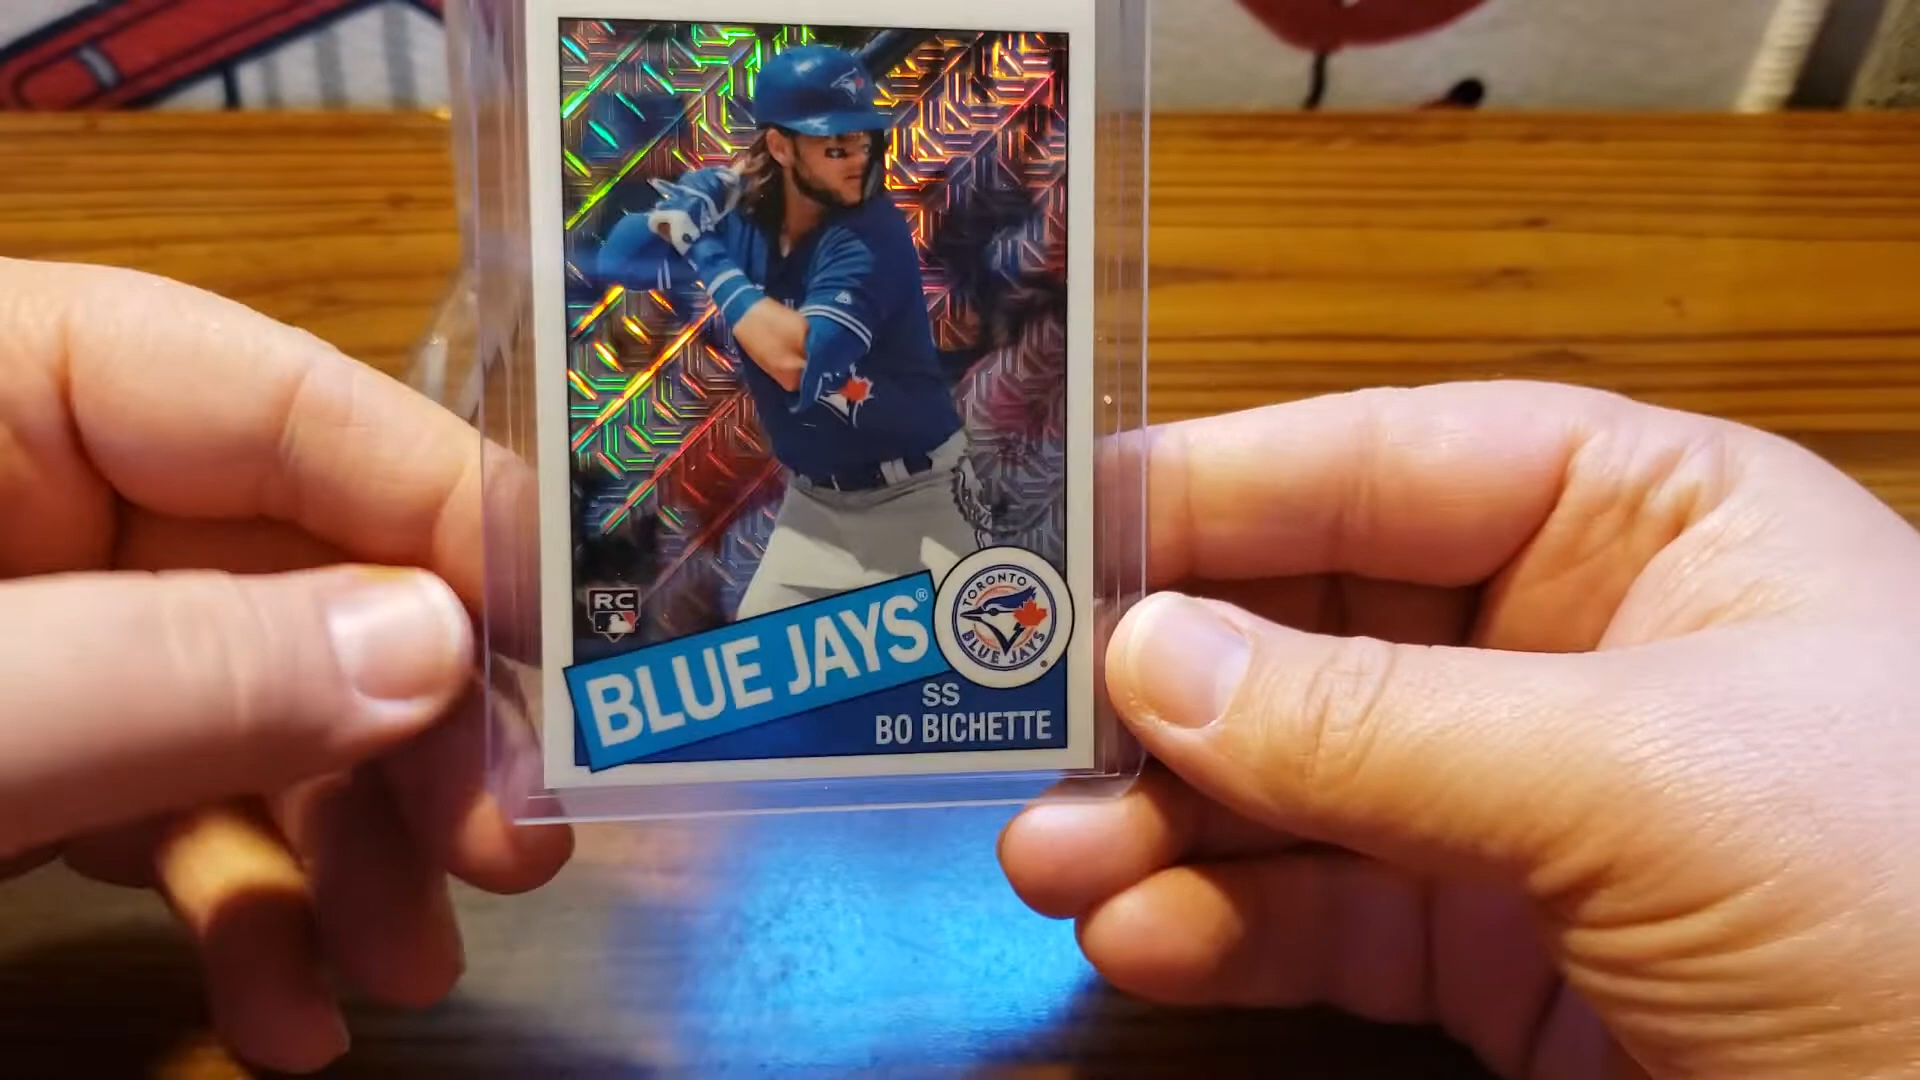 RC
BLUE JAYS®
TORONTO
BLUE JAYS
SS
BO BICHETTE